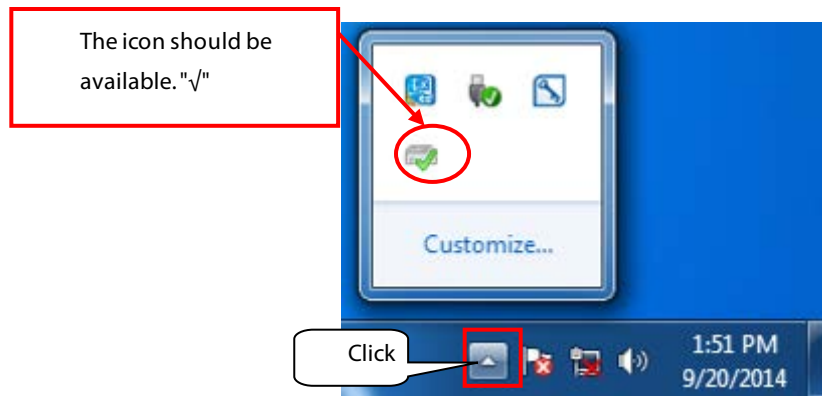 The icon should be
available. "√"
Customize...
Click
1:51 PM
9/20/2014